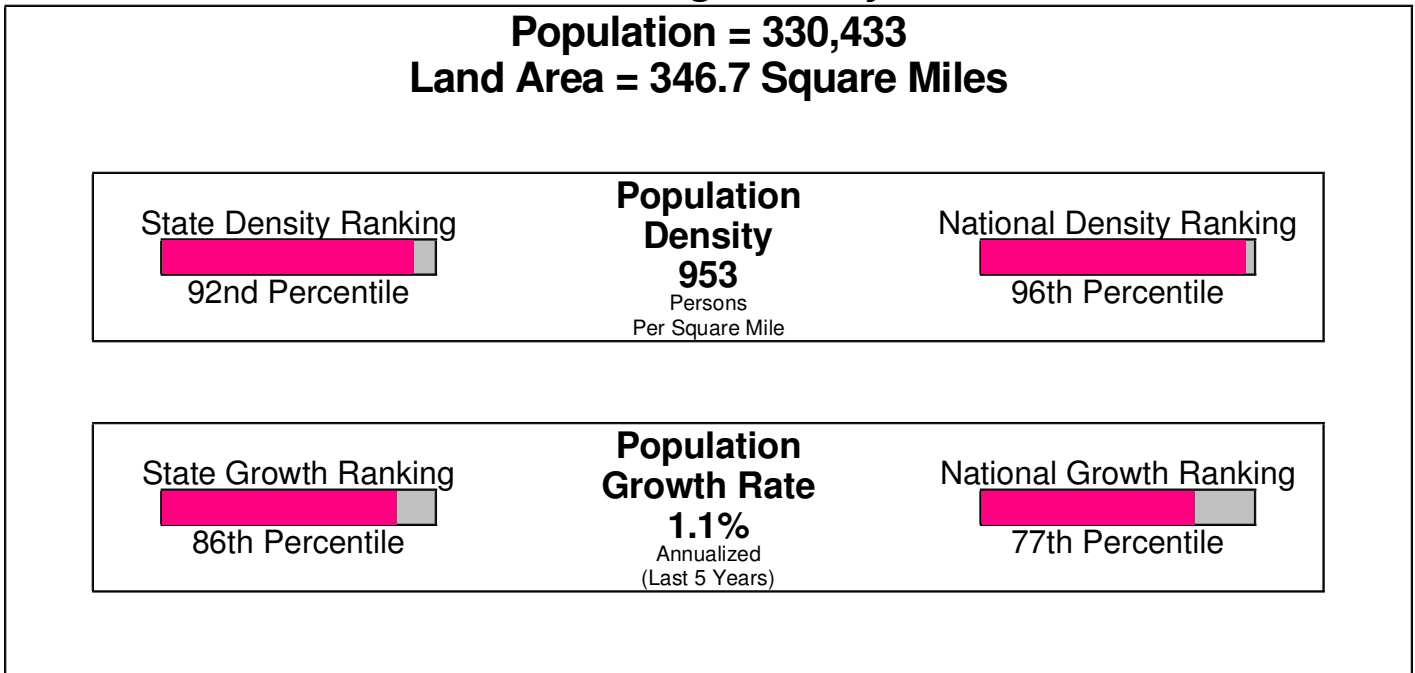 Population = 330,433
Land Area = 346.7 Square Miles
Population
Density
953
Persons
Per Square Mile
State Density Ranking
92nd Percentile
National Density Ranking
96th Percentile
Population
Growth Rate
1.1%
Annualized
(Last 5 Years)
State Growth Ranking
86th Percentile
National Growth Ranking
77th Percentile